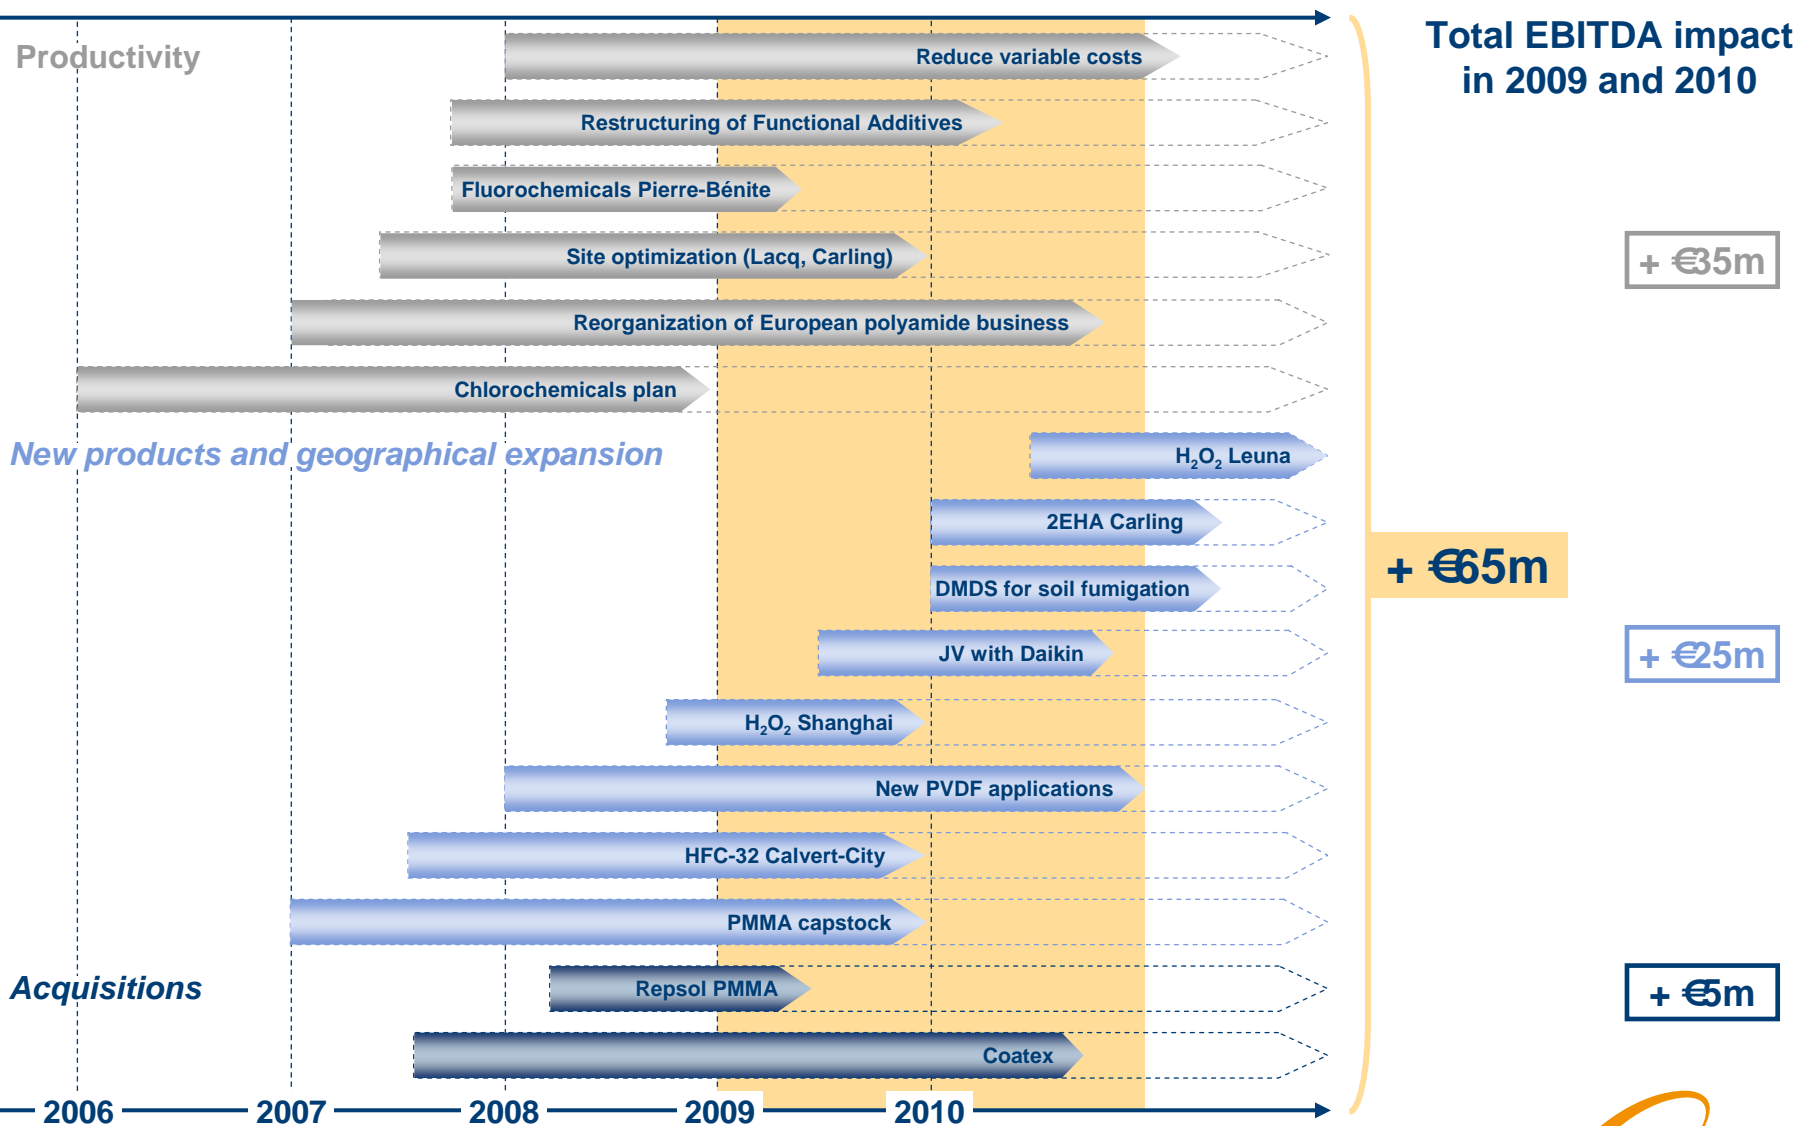 Total EBITDA impact
in 2009 and 2010
Productivity
Reduce variable costs
Restructuring of Functional Additives
Fluorochemicals Pierre-Bénite
Site optimization (Lacq, Carling)
+ €35m
Reorganization of European polyamide business
Chlorochemicals plan
New products and geographical expansion
H₂O₂ Leuna
2EHA Carling
+ €65m
DMDS for soil fumigation
JV with Daikin
+ €25m
H₂O₂ Shanghai
New PVDF applications
HFC-32 Calvert-City
PMMA capstock
Acquisitions
Repsol PMMA
+ €5m
Coatex
2006 2007 2008 2009 2010